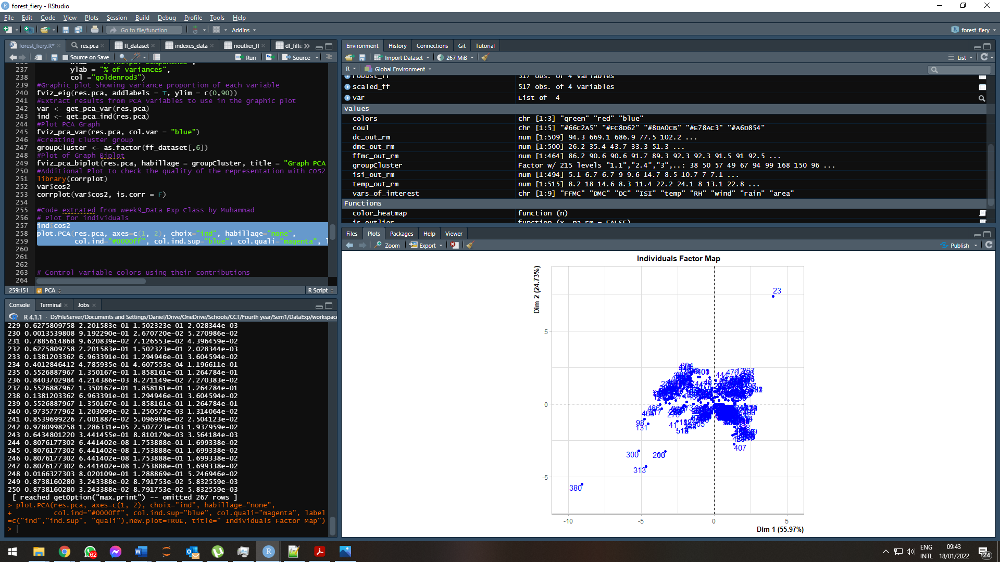 forest_fiery - RStudio
File Edit Code View Plots Session Build Debug Profile Tools Help
Go to file/function Addins forest_fiery
forest_fiery.R* res.pca ff_dataset indexes_data noutlier_ff df_filte
Source on Save Run Source
237 ylab = "% of variances",
238 col ="goldenrod3")
239 #Graphic plot showing variance proportion of each variable
240 fviz_eig(res.pca, addlabels = T, ylim = c(0,90))
241 #Extract results from PCA variables to use in the graphic plot
242 var <- get_pca_var(res.pca)
243 ind <- get_pca_ind(res.pca)
244 #Plot PCA Graph
245 fviz_pca_var(res.pca, col.var = "blue")
246 #Creating Cluster group
247 groupCluster <- as.factor(ff_dataset[,6])
248 #Plot of Graph Biplot
249 fviz_pca_biplot(res.pca, habillage = groupCluster, title = "Graph PCA
250 #Additional Plot to check the quality of the representation with COS2
251 library(corrplot)
252 var$cos2
253 corrplot(var$cos2, is.corr = F)
254
255 #Code extrated from week9_Data Exp Class by Muhammad
256 # Plot for individuals
257 ind$cos2
258 plot.PCA(res.pca, axes=c(1, 2), choix="ind", habillage="none",
259 col.ind="#0000ff", col.ind.sup="blue", col.quali="magenta", l
260
261
262
263 # Control variable colors using their contributions
264
259:151 PCA R Script
Console Terminal Jobs
R 4.1.1 · D:/FileServer/Documents and Settings/Daniel/Drive/OneDrive/Schools/CCT/Fourth year/Sem1/DataExp/workspac
229 0.6275809758 2.201583e-01 1.502323e-01 2.028344e-03
230 0.0013539808 9.192290e-01 2.670720e-02 5.270986e-02
231 0.7885614868 9.620839e-02 7.126553e-02 4.396459e-02
232 0.6275809758 2.201583e-01 1.502323e-01 2.028344e-03
233 0.1381203362 6.963391e-01 1.294946e-01 3.604594e-02
234 0.4012846412 4.785935e-01 4.607553e-04 1.196611e-01
235 0.5526887967 1.350167e-01 1.858161e-01 1.264784e-01
236 0.8403702984 4.214386e-03 8.271149e-02 7.270383e-02
237 0.5526887967 1.350167e-01 1.858161e-01 1.264784e-01
238 0.1381203362 6.963391e-01 1.294946e-01 3.604594e-02
239 0.5526887967 1.350167e-01 1.858161e-01 1.264784e-01
240 0.9735777962 1.203099e-02 1.250572e-03 1.314064e-02
241 0.8539699226 7.001887e-02 5.096998e-02 2.504123e-02
242 0.9780998258 1.286331e-05 2.507723e-03 1.937959e-02
243 0.6434801220 3.441455e-01 8.810179e-03 3.564184e-03
244 0.8076177302 6.441402e-08 1.753888e-01 1.699338e-02
245 0.8076177302 6.441402e-08 1.753888e-01 1.699338e-02
246 0.8076177302 6.441402e-08 1.753888e-01 1.699338e-02
247 0.8076177302 6.441402e-08 1.753888e-01 1.699338e-02
248 0.0166327303 8.020109e-01 1.288869e-01 5.246946e-02
249 0.8738160280 3.243388e-02 8.791753e-02 5.832559e-03
250 0.8738160280 3.243388e-02 8.791753e-02 5.832559e-03
[ reached getOption("max.print") -- omitted 267 rows ]
> plot.PCA(res.pca, axes=c(1, 2), choix="ind", habillage="none",
+ col.ind="#0000ff", col.ind.sup="blue", col.quali="magenta", label
=c("ind","ind.sup", "quali"),new.plot=TRUE, title=" Individuals Factor Map")
>
Environment History Connections Git Tutorial
Import Dataset 267 MiB List
R Global Environment
robust_ff 517 obs. of 4 variables
scaled_ff 517 obs. of 4 variables
var List of 4
Values
colors chr [1:3] "green" "red" "blue"
coul chr [1:5] "#66C2A5" "#FC8D62" "#8DA0CB" "#E78AC3" "#A6D854"
dc_out_rm num [1:509] 94.3 669.1 686.9 77.5 102.2 ...
dmc_out_rm num [1:500] 26.2 35.4 43.7 33.3 51.3 ...
ffmc_out_rm num [1:464] 86.2 90.6 90.6 91.7 89.3 92.3 92.3 91.5 91 92.5 ...
groupCluster Factor w/ 215 levels "1.1","2.4","3",..: 38 50 57 49 67 94 99 168 150 96 ...
isi_out_rm num [1:494] 5.1 6.7 6.7 9 9.6 14.7 8.5 10.7 7 7.1 ...
temp_out_rm num [1:515] 8.2 18 14.6 8.3 11.4 22.2 24.1 8 13.1 22.8 ...
vars_of_interest chr [1:9] "FFMC" "DMC" "DC" "ISI" "temp" "RH" "wind" "rain" "area"
Functions
color_heatmap function (n)
is_outlier function (x, na.rm = FALSE)
Files Plots Packages Help Viewer
Zoom Export Publish
Individuals Factor Map
Dim 2 (24.73%)
23
5
0
466
98
131
41
407
300
313
-5
380
-10 -5 0 5
Dim 1 (55.97%)
62
ENG
INTL
09:43
18/01/2022
24